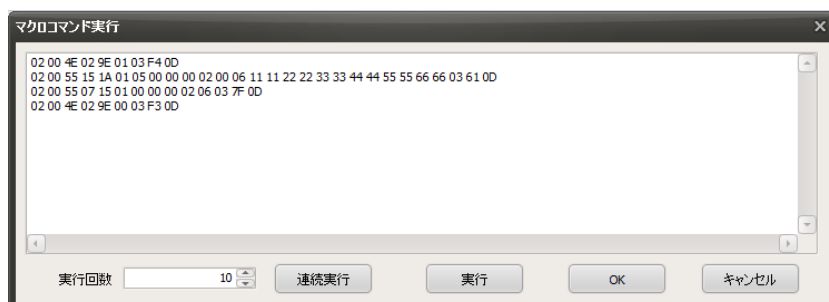 マクロコマンド実行
02 00 4E 02 9E 01 03 F4 0D
02 00 55 15 1A 01 05 00 00 00 02 00 06 11 11 22 22 33 33 44 44 55 55 66 66 03 61 0D
02 00 55 07 15 01 00 00 00 02 06 03 7F 0D
02 00 4E 02 9E 00 03 F3 0D
実行回数 10 連続実行 実行 OK キャンセル